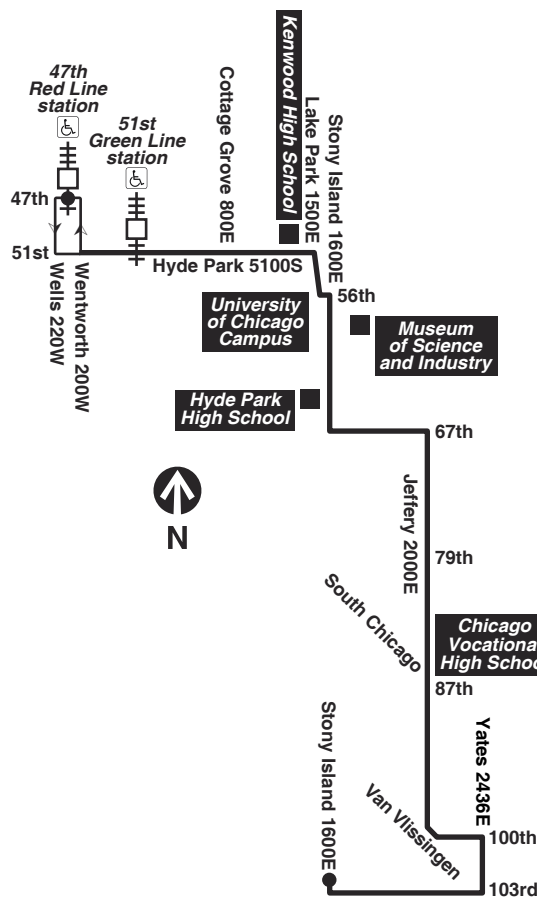 47th
Red Line
station
51st
Green Line
station
Cottage Grove 800E
Kenwood High School
Lake Park 1500E
Stony Island 1600E
47th
51st
Hyde Park 5100S
Wells 220W
Wentworth 200W
56th
University
of Chicago
Campus
Museum
of Science
and Industry
Hyde Park
High School
67th
N
Jeffery 2000E
79th
South Chicago
Chicago
Vocationa
High Schoo
87th
Stony Island 1600E
Yates 2436E
Van Vlissingen
100th
103rd